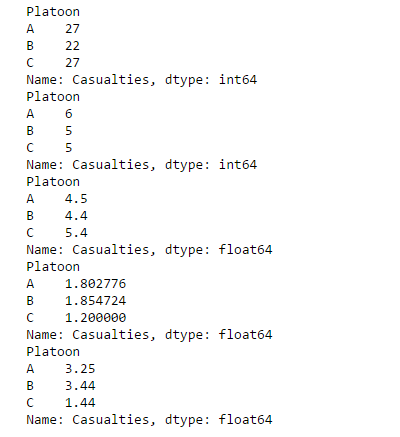 Platoon
A    27
B    22
C    27
Name: Casualties, dtype: int64
Platoon
A    6
B    5
C    5
Name: Casualties, dtype: int64
Platoon
A    4.5
B    4.4
C    5.4
Name: Casualties, dtype: float64
Platoon
A    1.802776
B    1.854724
C    1.200000
Name: Casualties, dtype: float64
Platoon
A    3.25
B    3.44
C    1.44
Name: Casualties, dtype: float64